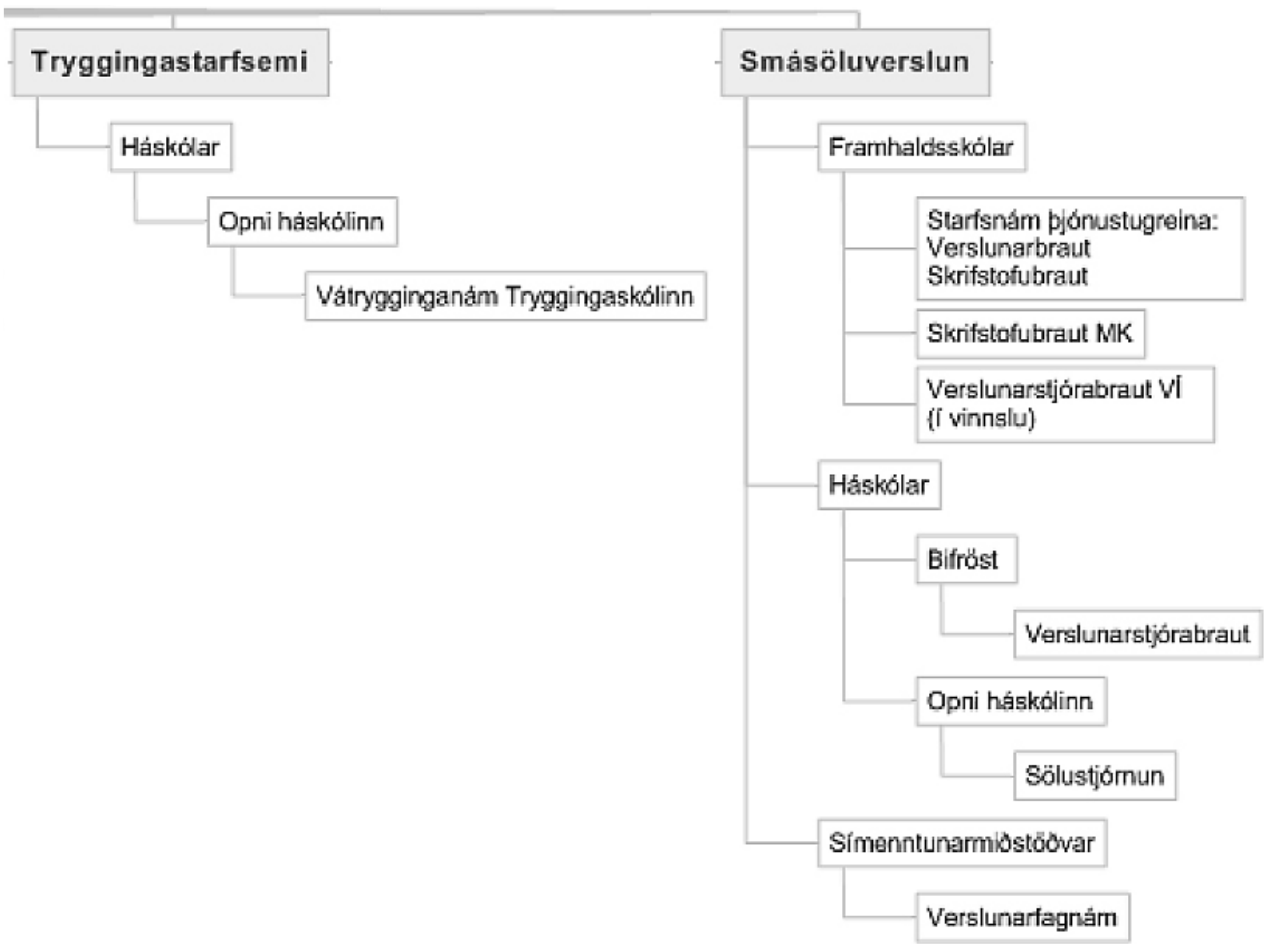 Tryggingastarfsemi
Háskólar
Opni háskólinn
Vátrygginganám Tryggingaskólinn
Smásöluverslun
Framhaldsskólar
Starfsnám þjónustugreina:
Verslunarbraut
Skrifstofubraut
Skrifstofubraut MK
Verslunarstjórabraut VÍ
(í vinnslu)
Háskólar
Bifröst
Verslunarstjórabraut
Opni háskólinn
Sölustjórnun
Símenntunarmiðstöðvar
Verslunarfagnám